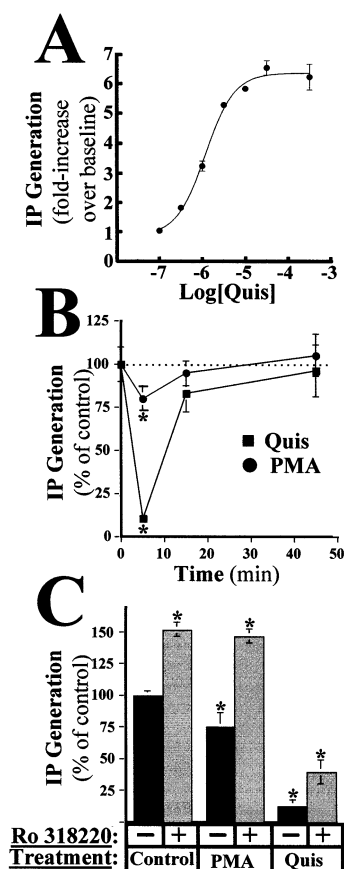 A
IP Generation
(fold-increase
over baseline)
7
6
5
4
3
2
1
0
-7 -6 -5 -4 -3
Log[Quis]
B
IP Generation
(% of control)
125
100
75
50
25
0
*
*
Quis
PMA
0 10 20 30 40 50
Time (min)
C
IP Generation
(% of control)
150
125
100
75
50
25
* * * * *
Ro 318220: − + − + − +
Treatment: Control PMA Quis